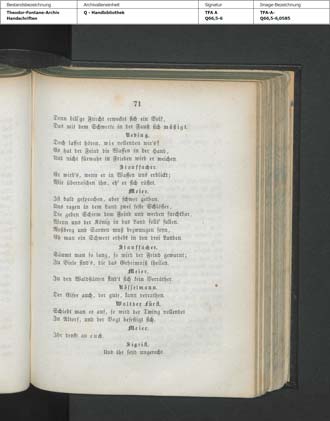 Bestandsbezeichnung
Theodor-Fontane-Archiv
Handschriften
Archivalieneinheit
Q - Handbibliothek
Signatur
TFA A
Q66,5-6
Image-Bezeichnung
TFA-A-
Q66,5-6,0585
71
Denn bill'ge Furcht erwecket sich ein Volk,
Das mit dem Schwerte in der Faust sich mäßigt.
Reding.
Doch laßt hören, wie vollenden wir's?
Es hat der Feind die Waffen in der Hand,
Und nicht fürwahr in Frieden wird er weichen.
Stauffacher.
Er wird's, wenn er in Waffen uns erblickt;
Wir überraschen ihn, eh' er sich rüstet.
Meier.
Ist bald gesprochen, aber schwer gethan.
Uns ragen in dem Land zwei feste Schlösser,
Die geben Schirm dem Feind und werden furchtbar,
Wenn uns der König in das Land sollt' fallen.
Roßberg und Sarnen muß bezwungen sein,
Eh man ein Schwert erhebt in den drei Landen
Stauffacher.
Säumt man so lang, so wird der Feind gewarnt;
Zu Viele sind's, die das Geheimniß theilen.
Meier.
In den Waldstätten find't sich kein Verräther.
Rösselmann.
Der Eifer auch, der gute, kann verrathen.
Walther Fürst.
Schiebt man es auf, so wird der Twing vollendet
In Altorf, und der Vogt befestigt sich.
Meier.
Ihr denkt an euch.
Sigrist.
Und ihr seid ungerecht.